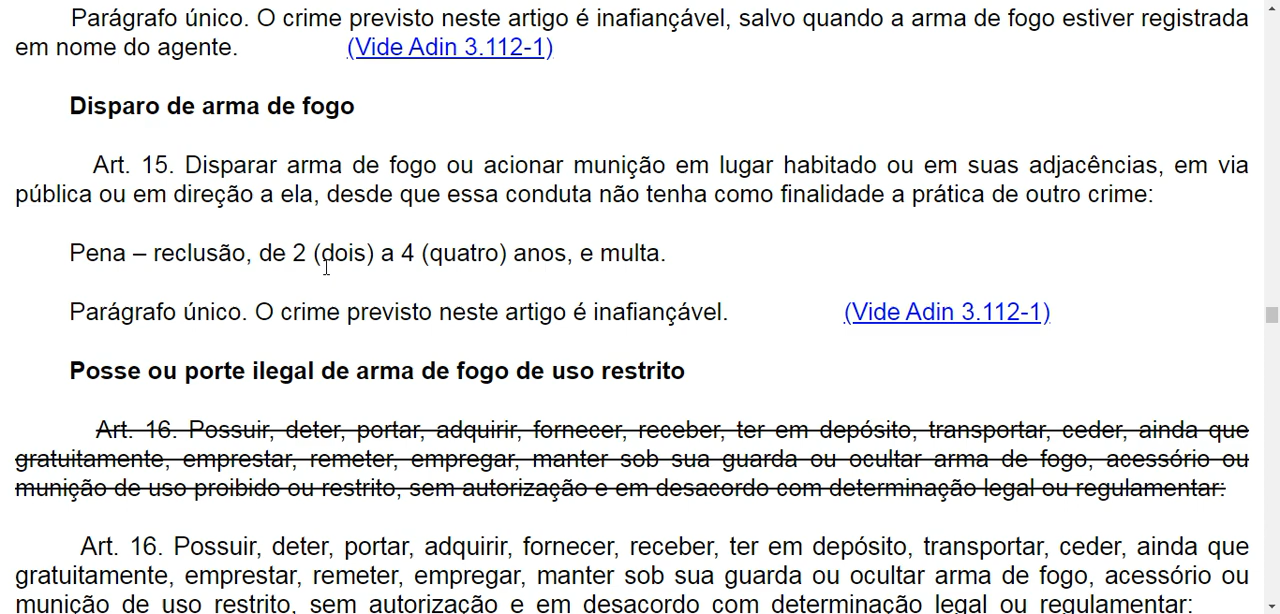 Parágrafo único. O crime previsto neste artigo é inafiançável, salvo quando a arma de fogo estiver registrada
em nome do agente. (Vide Adin 3.112-1)
Disparo de arma de fogo
Art. 15. Disparar arma de fogo ou acionar munição em lugar habitado ou em suas adjacências, em via
pública ou em direção a ela, desde que essa conduta não tenha como finalidade a prática de outro crime:
Pena – reclusão, de 2 (dois) a 4 (quatro) anos, e multa.
Parágrafo único. O crime previsto neste artigo é inafiançável. (Vide Adin 3.112-1)
Posse ou porte ilegal de arma de fogo de uso restrito
Art. 16. Possuir, deter, portar, adquirir, fornecer, receber, ter em depósito, transportar, ceder, ainda que
gratuitamente, emprestar, remeter, empregar, manter sob sua guarda ou ocultar arma de fogo, acessório ou
munição de uso proibido ou restrito, sem autorização e em desacordo com determinação legal ou regulamentar:
Art. 16. Possuir, deter, portar, adquirir, fornecer, receber, ter em depósito, transportar, ceder, ainda que
gratuitamente, emprestar, remeter, empregar, manter sob sua guarda ou ocultar arma de fogo, acessório ou
munição de uso restrito, sem autorização e em desacordo com determinação legal ou regulamentar: